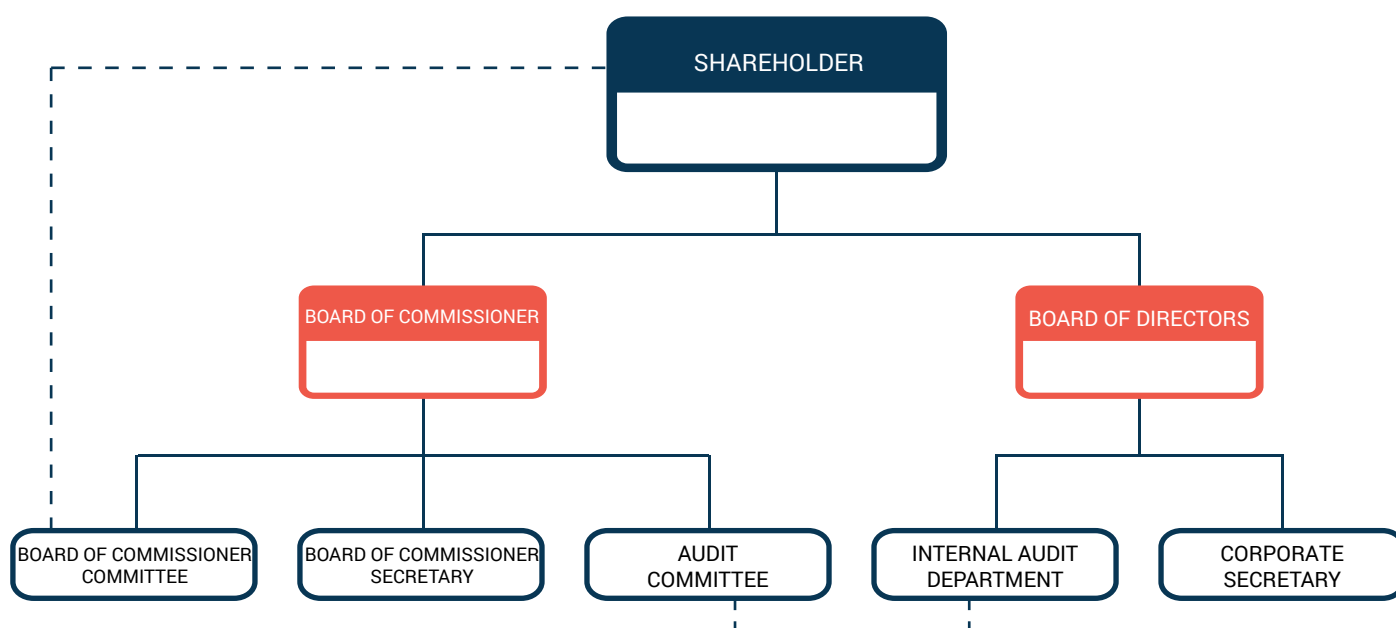 SHAREHOLDER
BOARD OF COMMISSIONER
BOARD OF DIRECTORS
BOARD OF COMMISSIONER
COMMITTEE
BOARD OF COMMISSIONER
SECRETARY
AUDIT
COMMITTEE
INTERNAL AUDIT
DEPARTMENT
CORPORATE
SECRETARY